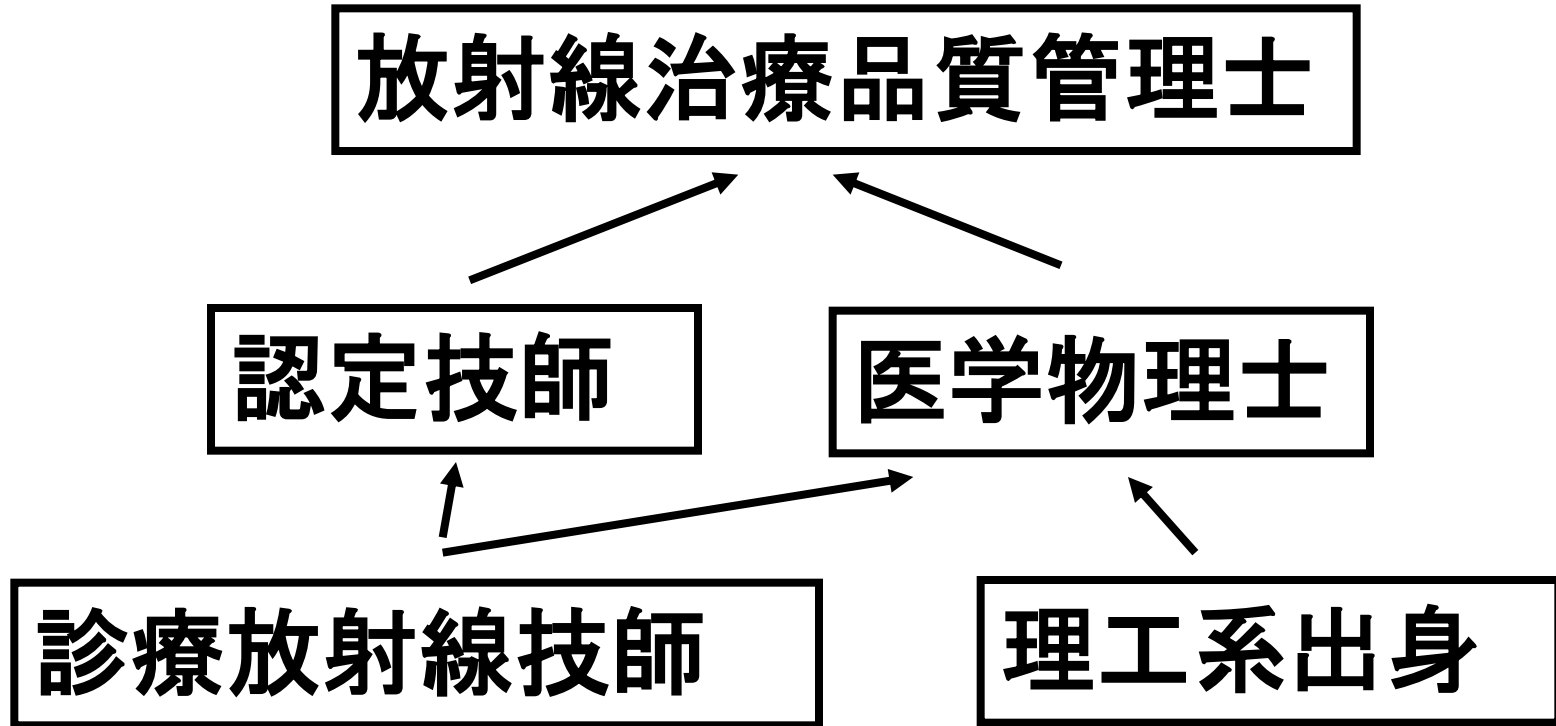 放射線治療品質管理士
認定技師
医学物理士
診療放射線技師
理工系出身